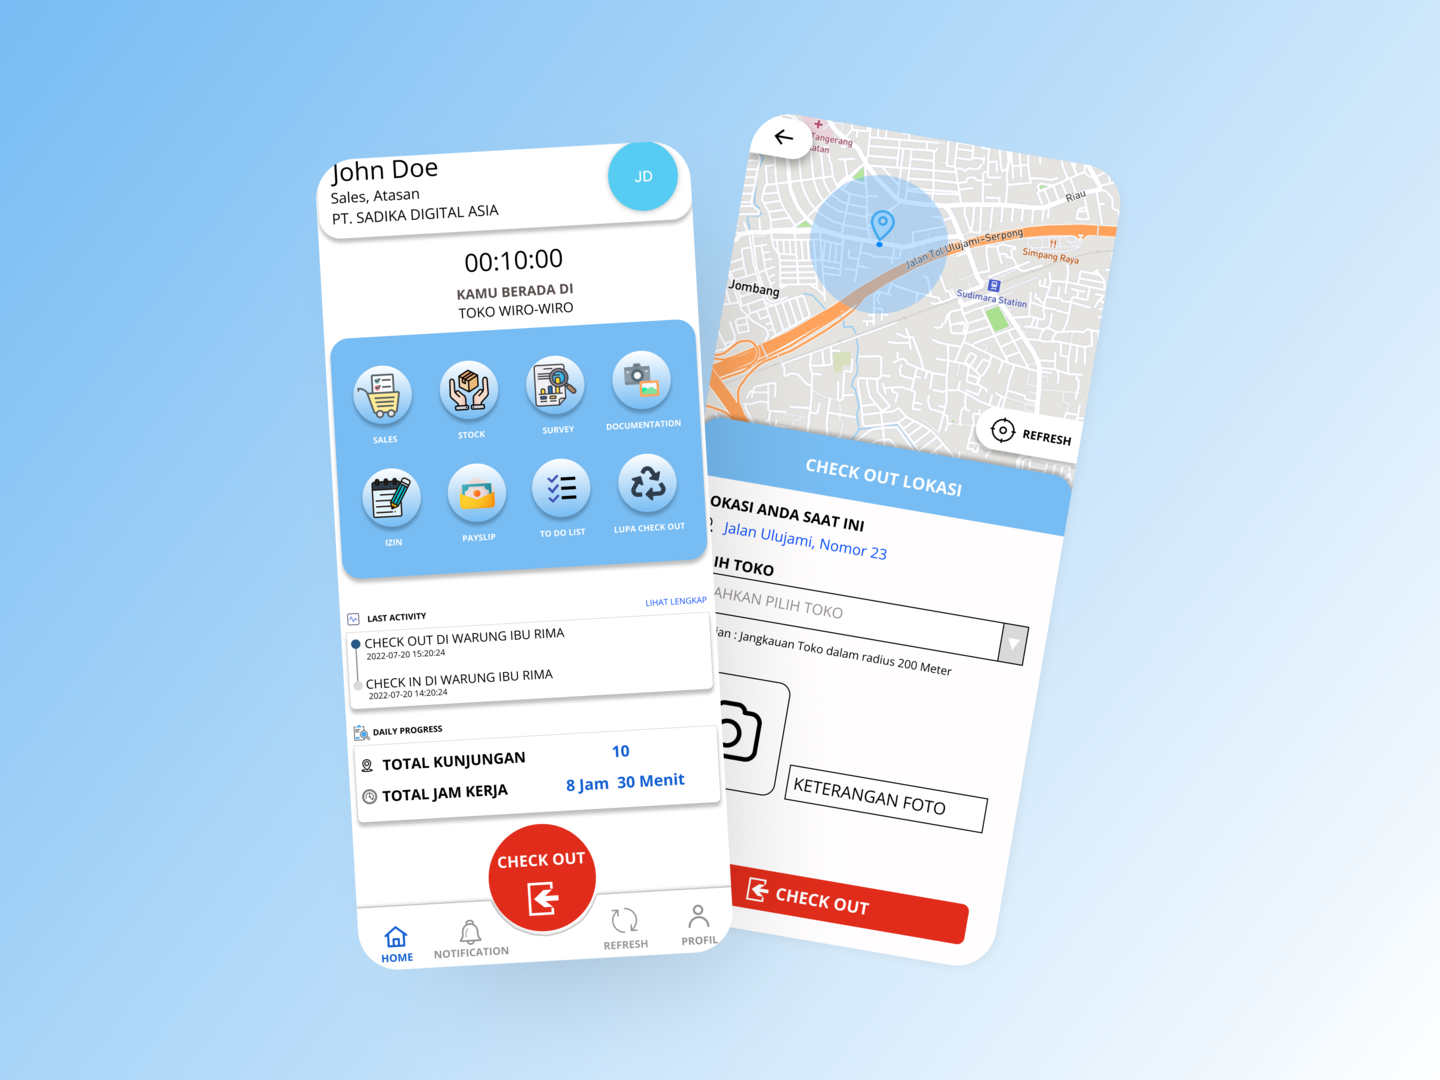 John Doe
Sales, Atasan
PT. SADIKA DIGITAL ASIA
JD
00:10:00
KAMU BERADA DI
TOKO WIRO-WIRO
SALES
STOCK
SURVEY
DOCUMENTATION
IZIN
PAYSLIP
TO DO LIST
LUPA CHECK OUT
LAST ACTIVITY
LIHAT LENGKAP
CHECK OUT DI WARUNG IBU RIMA
2022-07-20 15:20:24
CHECK IN DI WARUNG IBU RIMA
2022-07-20 14:20:24
DAILY PROGRESS
TOTAL KUNJUNGAN 10
TOTAL JAM KERJA 8 Jam 30 Menit
CHECK OUT
HOME
NOTIFICATION
REFRESH
PROFIL
Tangerang
atan
Riau
Jalan Tol Ulujami-Serpong
Simpang Raya
Jombang
Sudimara Station
REFRESH
CHECK OUT LOKASI
OKASI ANDA SAAT INI
Jalan Ulujami, Nomor 23
IH TOKO
AHKAN PILIH TOKO
ian : Jangkauan Toko dalam radius 200 Meter
KETERANGAN FOTO
CHECK OUT